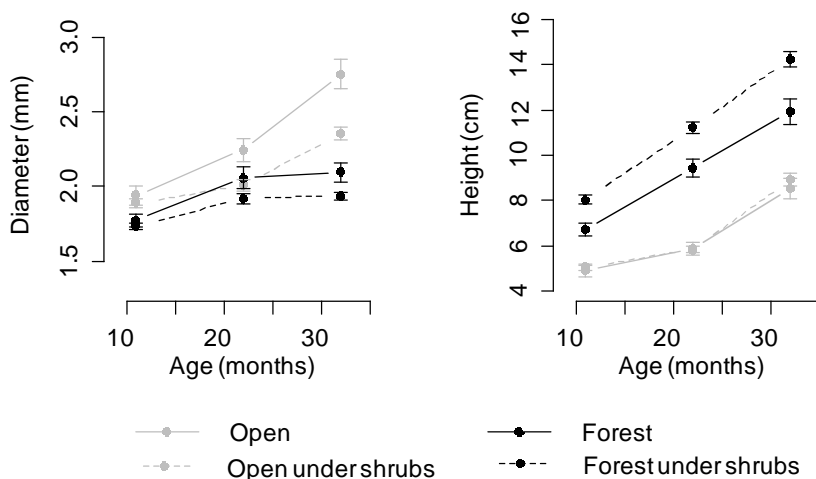 Diameter (mm)
3.0
2.5
2.0
1.5
10 20 30
Age (months)
Height (cm)
16
14
12
10
8
6
4
10 20 30
Age (months)
Open
Open under shrubs
Forest
Forest under shrubs